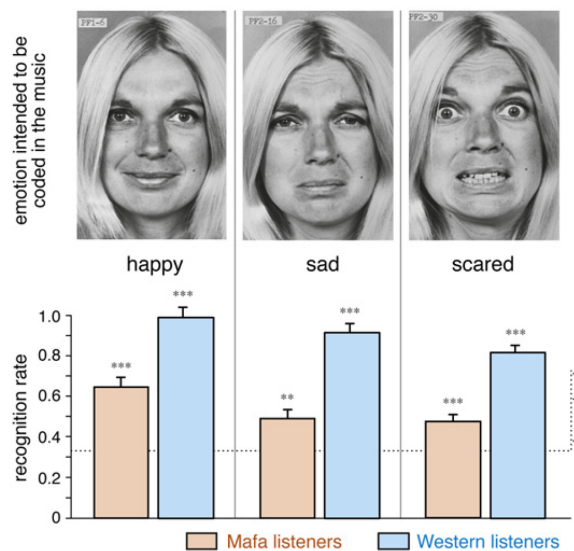 PF1-6
PF2-16
PF2-30
emotion intended to be
coded in the music
happy
sad
scared
***
***
***
**
***
***
recognition rate
1.0
0.8
0.6
0.4
0.2
0
Mafa listeners
Western listeners